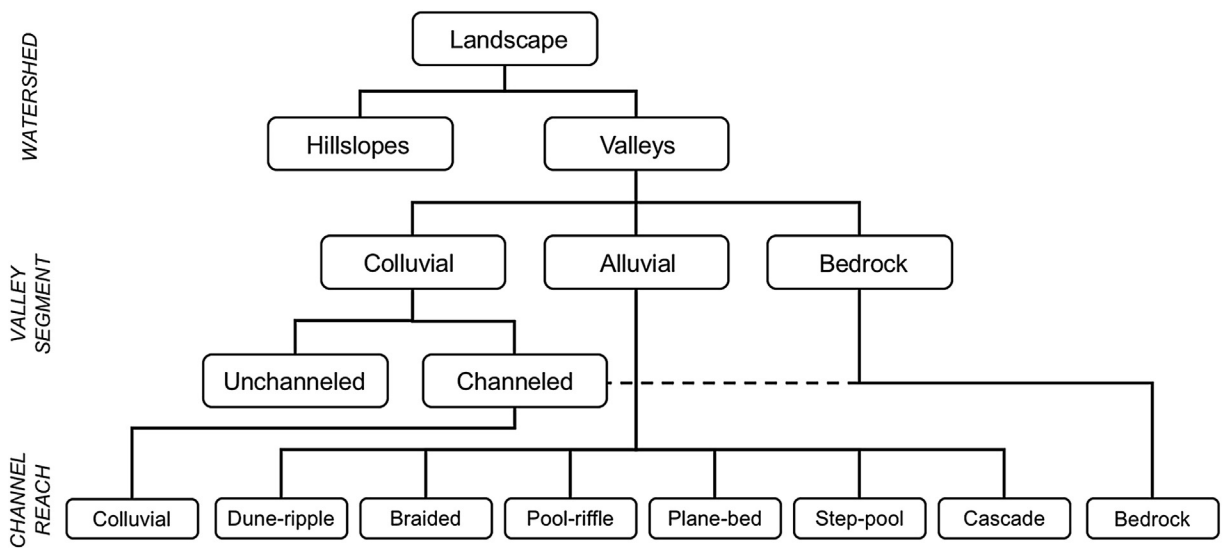 WATERSHED
Landscape
Hillslopes
Valleys
VALLEY
SEGMENT
Colluvial
Alluvial
Bedrock
Unchanneled
Channeled
CHANNEL
REACH
Colluvial
Dune-ripple
Braided
Pool-riffle
Plane-bed
Step-pool
Cascade
Bedrock